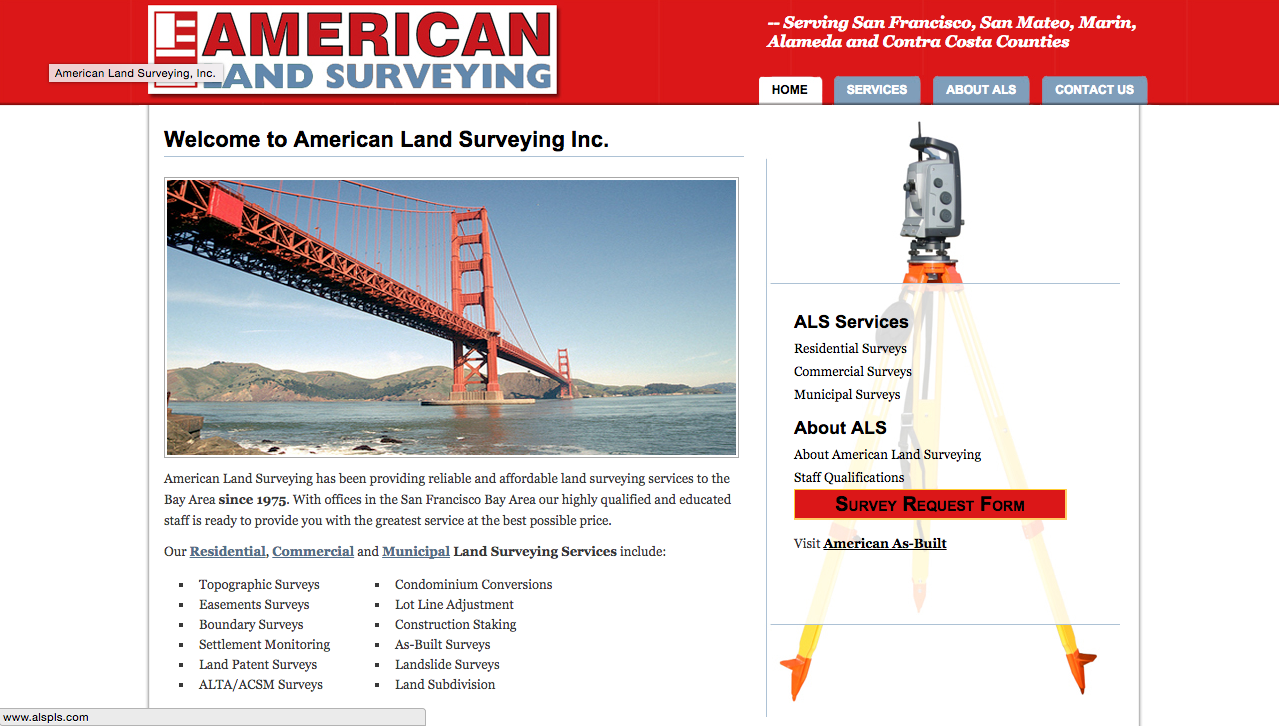 AMERICAN
LAND SURVEYING
American Land Surveying, Inc.
-- Serving San Francisco, San Mateo, Marin,
Alameda and Contra Costa Counties
HOME
SERVICES
ABOUT ALS
CONTACT US
Welcome to American Land Surveying Inc.
American Land Surveying has been providing reliable and affordable land surveying services to the
Bay Area since 1975. With offices in the San Francisco Bay Area our highly qualified and educated
staff is ready to provide you with the greatest service at the best possible price.
Our Residential, Commercial and Municipal Land Surveying Services include:
Topographic Surveys
Easements Surveys
Boundary Surveys
Settlement Monitoring
Land Patent Surveys
ALTA/ACSM Surveys
Condominium Conversions
Lot Line Adjustment
Construction Staking
As-Built Surveys
Landslide Surveys
Land Subdivision
ALS Services
Residential Surveys
Commercial Surveys
Municipal Surveys
About ALS
About American Land Surveying
Staff Qualifications
Survey Request Form
Visit American As-Built
www.alspls.com